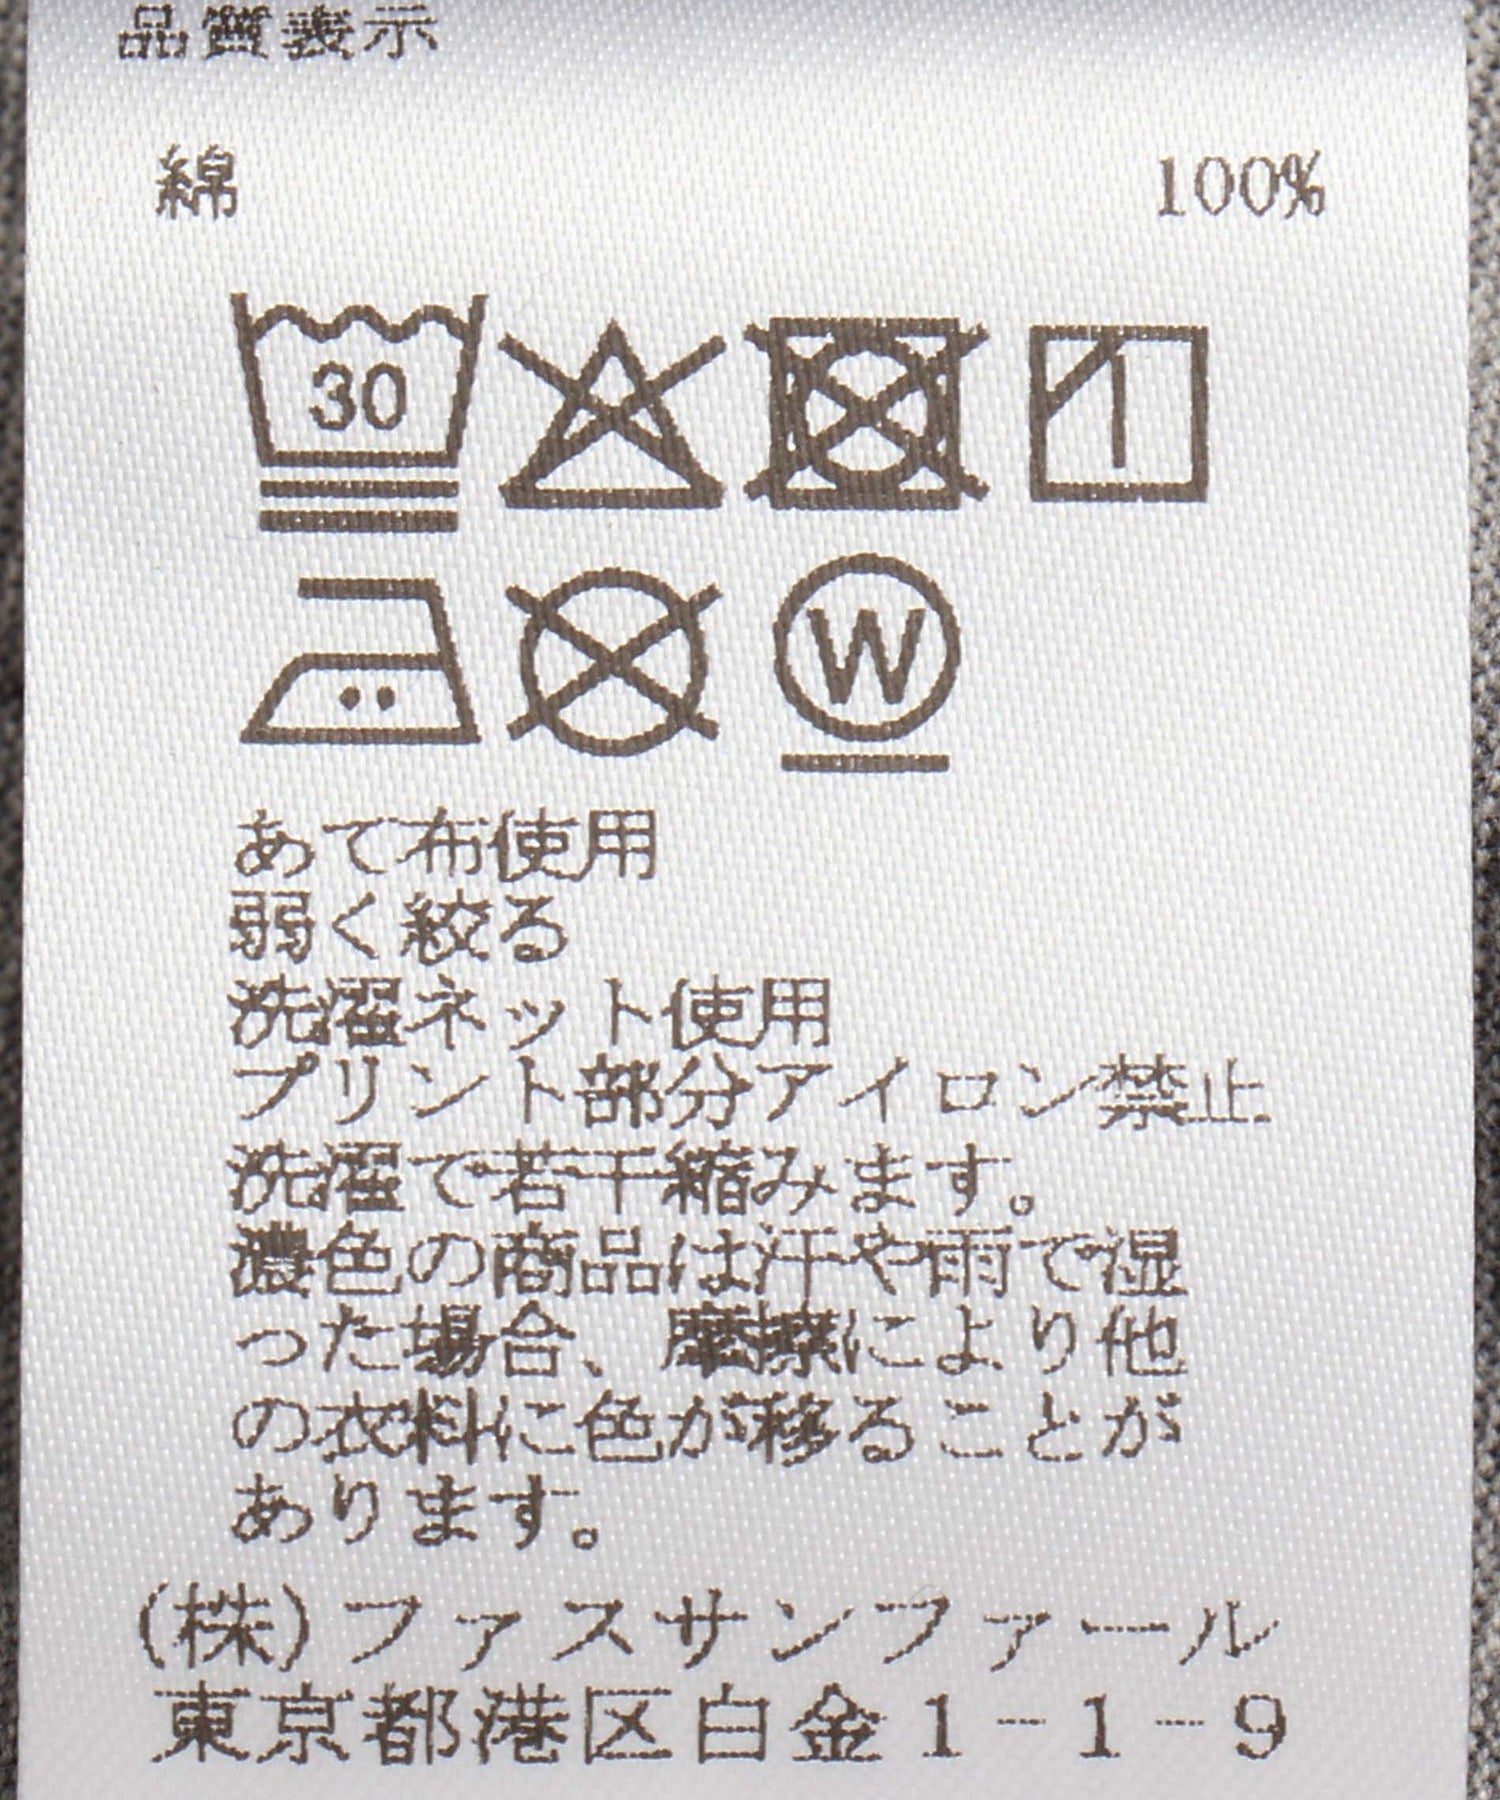 品質表示
綿 100%
30
W
あて布使用
弱く絞る
洗濯ネット使用
プリント部分アイロン禁止
洗濯で若干縮みます。
濃色の商品は汗や雨で湿
った場合、摩擦により他
の衣料に色が移ることが
あります。
(株)ファスサンファール
東京都港区白金1-1-9